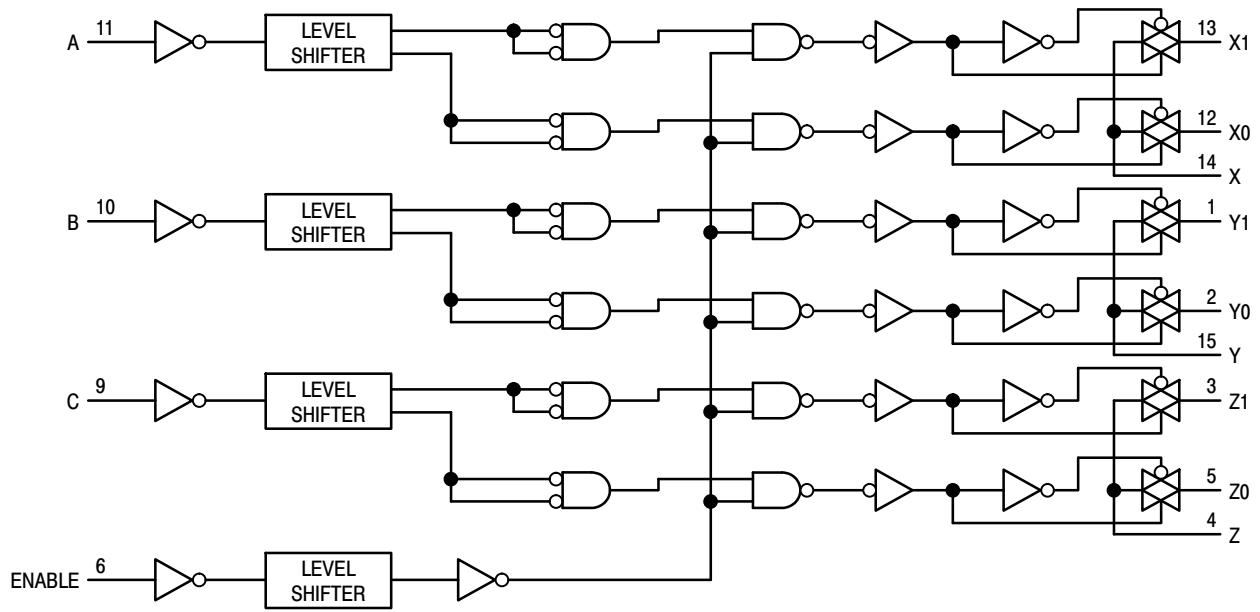 A 11
LEVEL
SHIFTER
13 X1
12 X0
14 X
B 10
LEVEL
SHIFTER
1 Y1
2 Y0
15 Y
C 9
LEVEL
SHIFTER
3 Z1
5 Z0
4 Z
ENABLE 6
LEVEL
SHIFTER